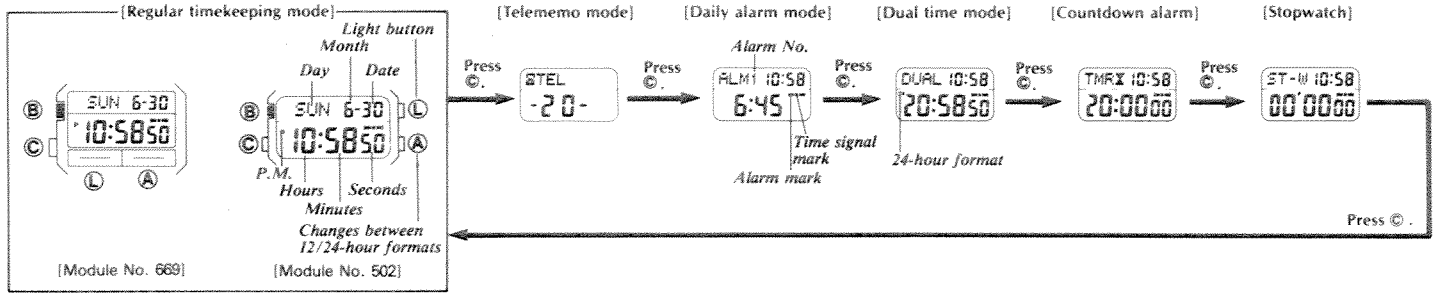 [Regular timekeeping mode]
Light button
Month
Day
Date
Ⓑ
SUN 6-30
10:58 50
Ⓒ
Ⓛ
Ⓐ
[Module No. 669]
Ⓑ
SUN 6-30
Ⓛ
Ⓒ
10:58 50
Ⓐ
P.M.
Hours
Seconds
Minutes
Changes between
12/24-hour formats
[Module No. 502]
Press
Ⓒ.
[Telememo mode]
TEL
-20-
Press
Ⓒ.
[Daily alarm mode]
Alarm No.
ALM1 10:58
6:45
Time signal
mark
Alarm mark
Press
Ⓒ.
[Dual time mode]
DUAL 10:58
20:58 50
24-hour format
Press
Ⓒ.
[Countdown alarm]
TMR 10:58
20:00 00
Press
Ⓒ.
[Stopwatch]
ST-W 10:58
00'00 00
Press Ⓒ.